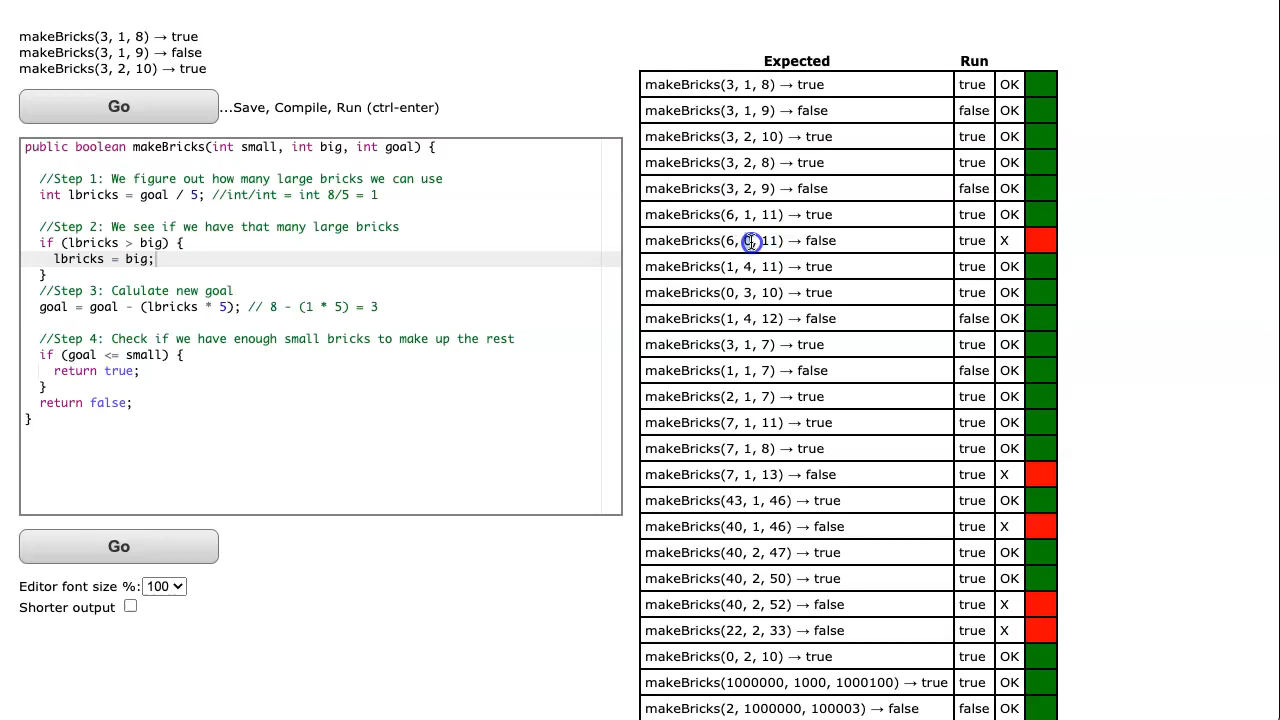 makeBricks(3, 1, 8) → true
makeBricks(3, 1, 9) → false
makeBricks(3, 2, 10) → true
Go
...Save, Compile, Run (ctrl-enter)
public boolean makeBricks(int small, int big, int goal) {
//Step 1: We figure out how many large bricks we can use
int lbricks = goal / 5; //int/int = int 8/5 = 1
//Step 2: We see if we have that many large bricks
if (lbricks > big) {
lbricks = big;
}
//Step 3: Calulate new goal
goal = goal - (lbricks * 5); // 8 - (1 * 5) = 3
//Step 4: Check if we have enough small bricks to make up the rest
if (goal <= small) {
return true;
}
return false;
}
Go
Editor font size %: 100
Shorter output
Expected Run
makeBricks(3, 1, 8) → true true OK
makeBricks(3, 1, 9) → false false OK
makeBricks(3, 2, 10) → true true OK
makeBricks(3, 2, 8) → true true OK
makeBricks(3, 2, 9) → false false OK
makeBricks(6, 1, 11) → true true OK
makeBricks(6, 11) → false true X
makeBricks(1, 4, 11) → true true OK
makeBricks(0, 3, 10) → true true OK
makeBricks(1, 4, 12) → false false OK
makeBricks(3, 1, 7) → true true OK
makeBricks(1, 1, 7) → false false OK
makeBricks(2, 1, 7) → true true OK
makeBricks(7, 1, 11) → true true OK
makeBricks(7, 1, 8) → true true OK
makeBricks(7, 1, 13) → false true X
makeBricks(43, 1, 46) → true true OK
makeBricks(40, 1, 46) → false true X
makeBricks(40, 2, 47) → true true OK
makeBricks(40, 2, 50) → true true OK
makeBricks(40, 2, 52) → false true X
makeBricks(22, 2, 33) → false true X
makeBricks(0, 2, 10) → true true OK
makeBricks(1000000, 1000, 1000100) → true true OK
makeBricks(2, 1000000, 100003) → false false OK